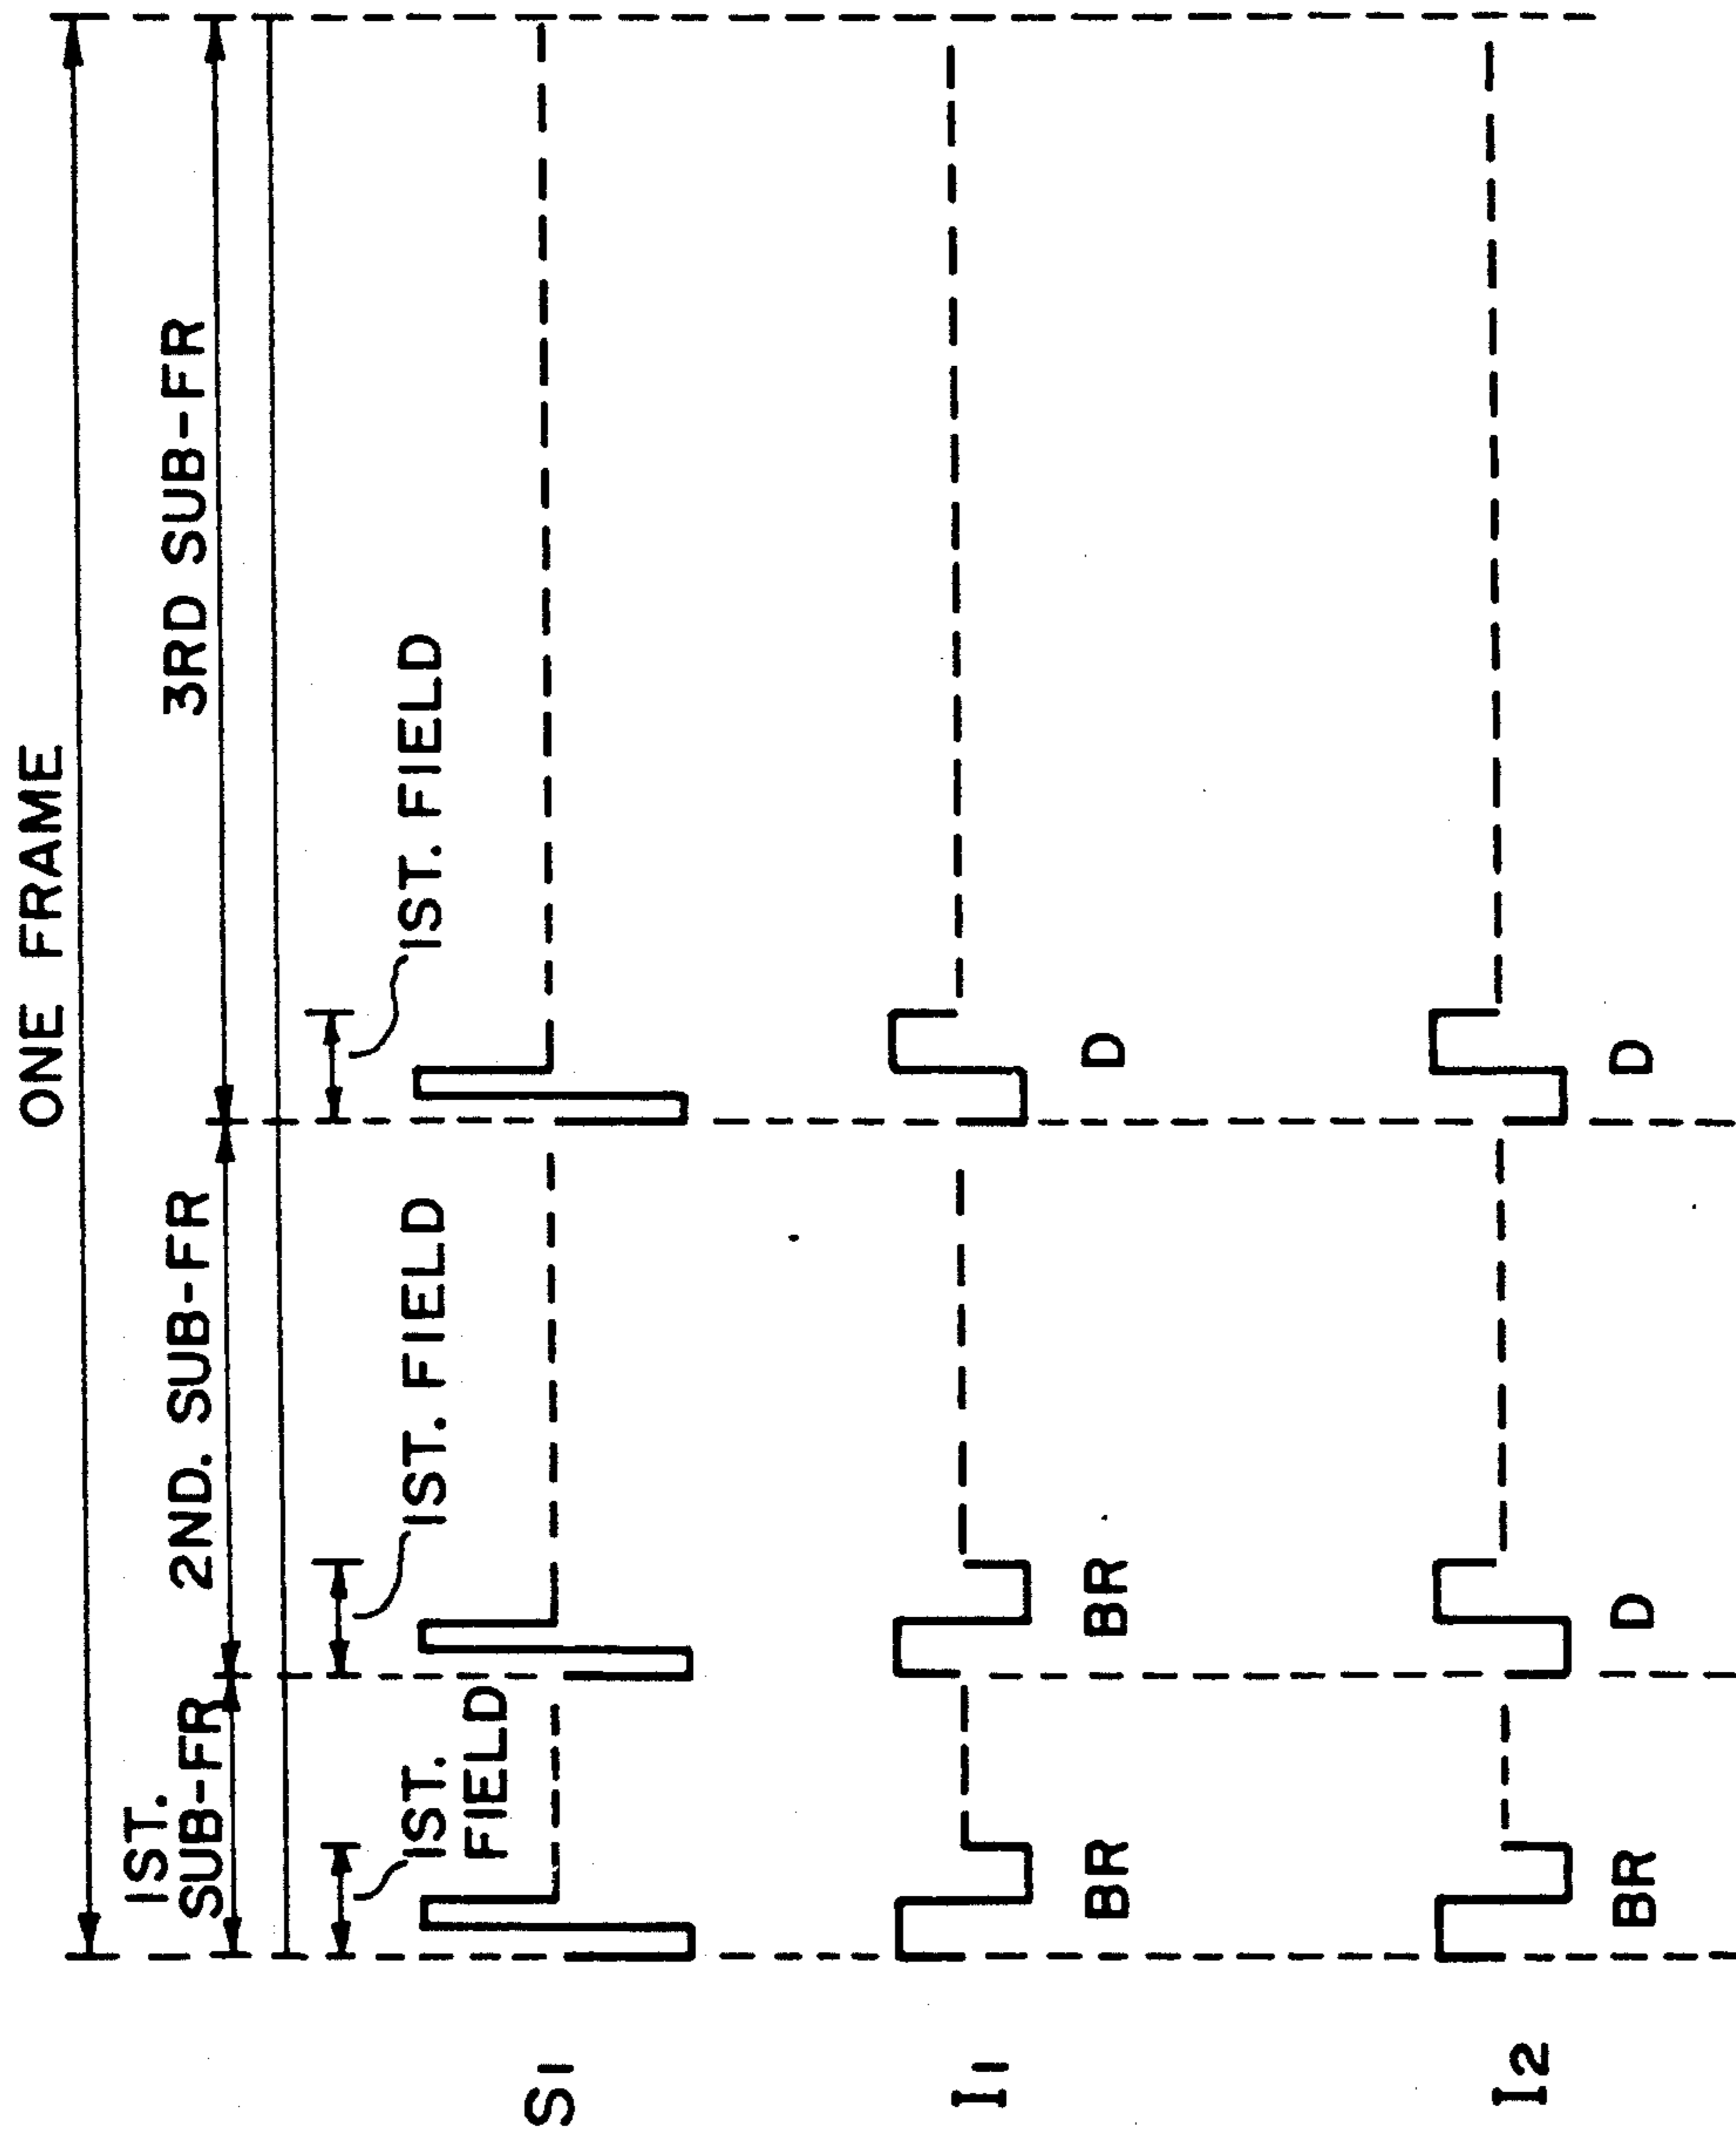 ONE FRAME
IST.
SUB-FR
2ND. SUB-FR
3RD SUB-FR
IST.
FIELD
IST. FIELD
IST. FIELD
S1
I1
BR
BR
D
I2
BR
D
D